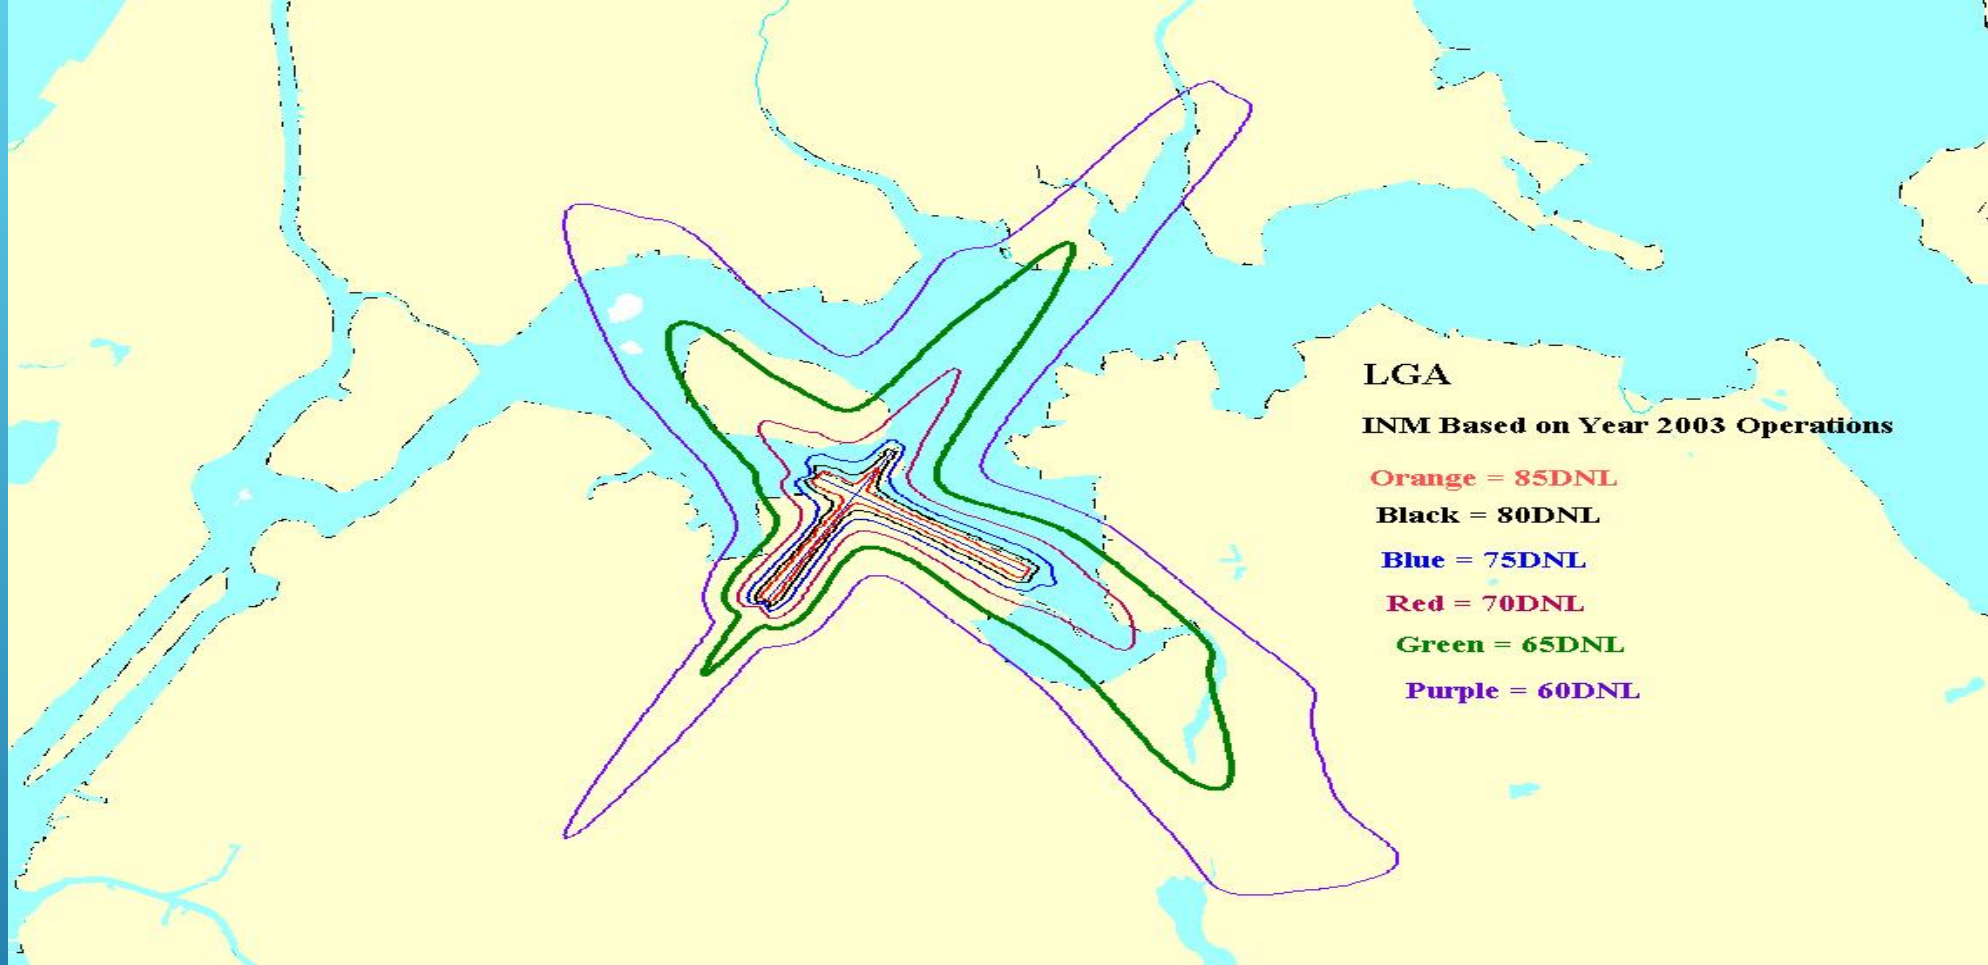 LGA
INM Based on Year 2003 Operations
Orange = 85DNL
Black = 80DNL
Blue = 75DNL
Red = 70DNL
Green = 65DNL
Purple = 60DNL